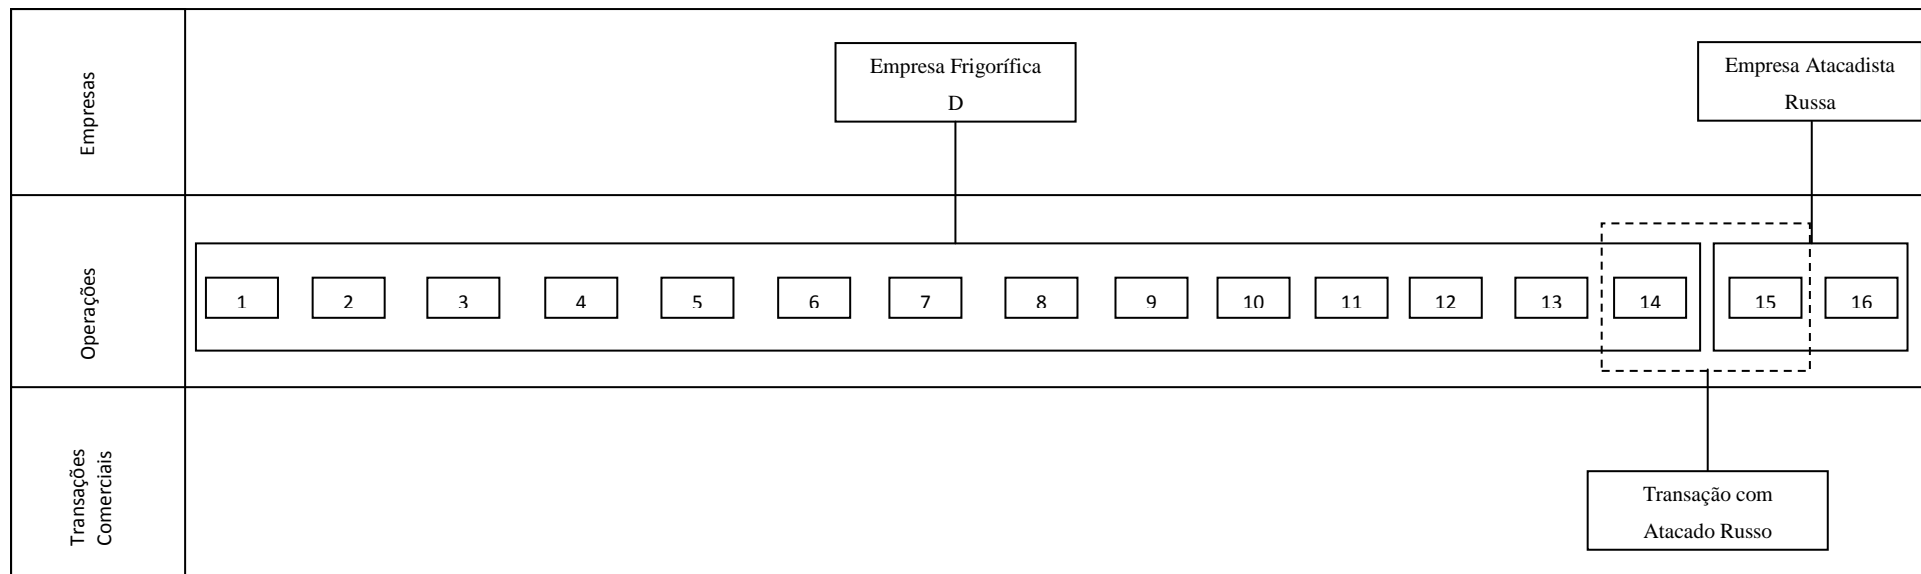 Empresas
Empresa Frigorífica
D
Empresa Atacadista
Russa
Operações
1 2 3 4 5 6 7 8 9 10 11 12 13 14 15 16
Transações
Comerciais
Transação com
Atacado Russo